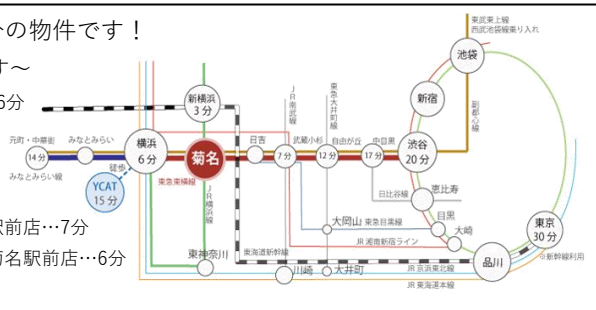 分の物件です！
す～
6分
駅前店…7分
菊名駅前店…6分
東武東上線
西武池袋線乗り入れ
池袋
新宿
副都心線
新横浜
3分
JR南武線
東急大井町線
元町・中華街
みなとみらい
横浜
6分
菊名
日吉
武蔵小杉
自由が丘
中目黒
渋谷
20分
14分
7分
12分
17分
みなとみらい線
徒歩
東急東横線
YCAT
15分
JR横浜線
日比谷線
恵比寿
大岡山
東急目黒線
目黒
大崎
東京
30分
JR湘南新宿ライン
東神奈川
東海道新幹線
※新幹線利用
川崎
大井町
JR京浜東北線
品川
JR東海道本線